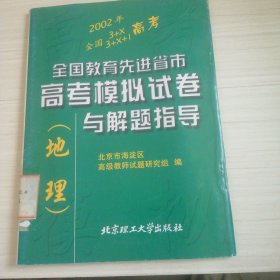 2002年
全国 3+X 高考
3+X+1
全国教育先进省市
高考模拟试卷
与解题指导
（地理）
北京市海淀区
高级教师试题研究组 编
北京理工大学出版社